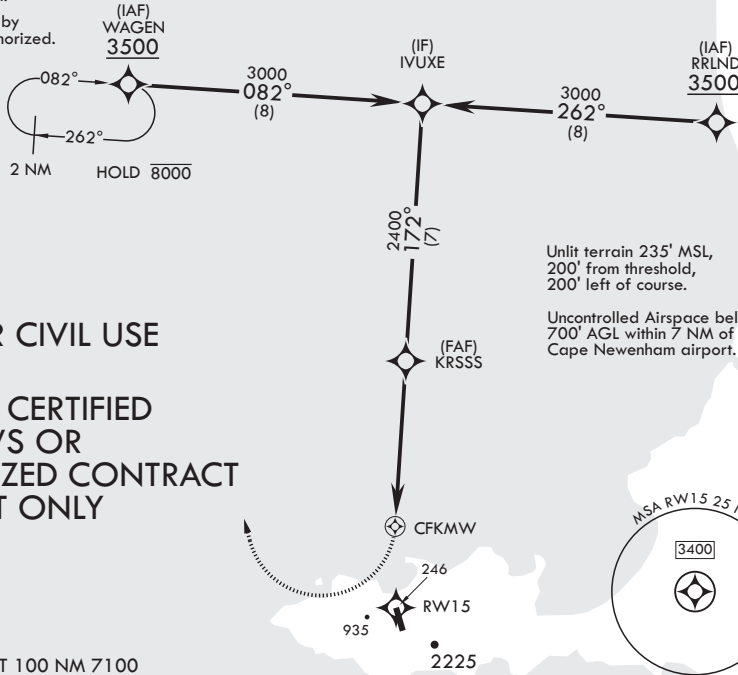 by
horized.
(IAF)
WAGEN
3500
082°
262°
2 NM
HOLD 8000
3000
082°
(8)
(IF)
IVUXE
3000
262°
(8)
(IAF)
RRLND
3500
2400
172°
(7)
Unlit terrain 235' MSL,
200' from threshold,
200' left of course.
Uncontrolled Airspace bel
700' AGL within 7 NM of
Cape Newenham airport.
(FAF)
KRSSS
R CIVIL USE
CERTIFIED
VS OR
ZED CONTRACT
T ONLY
CFKMW
MSA RW15 25
3400
246
RW15
935
2225
T 100 NM 7100